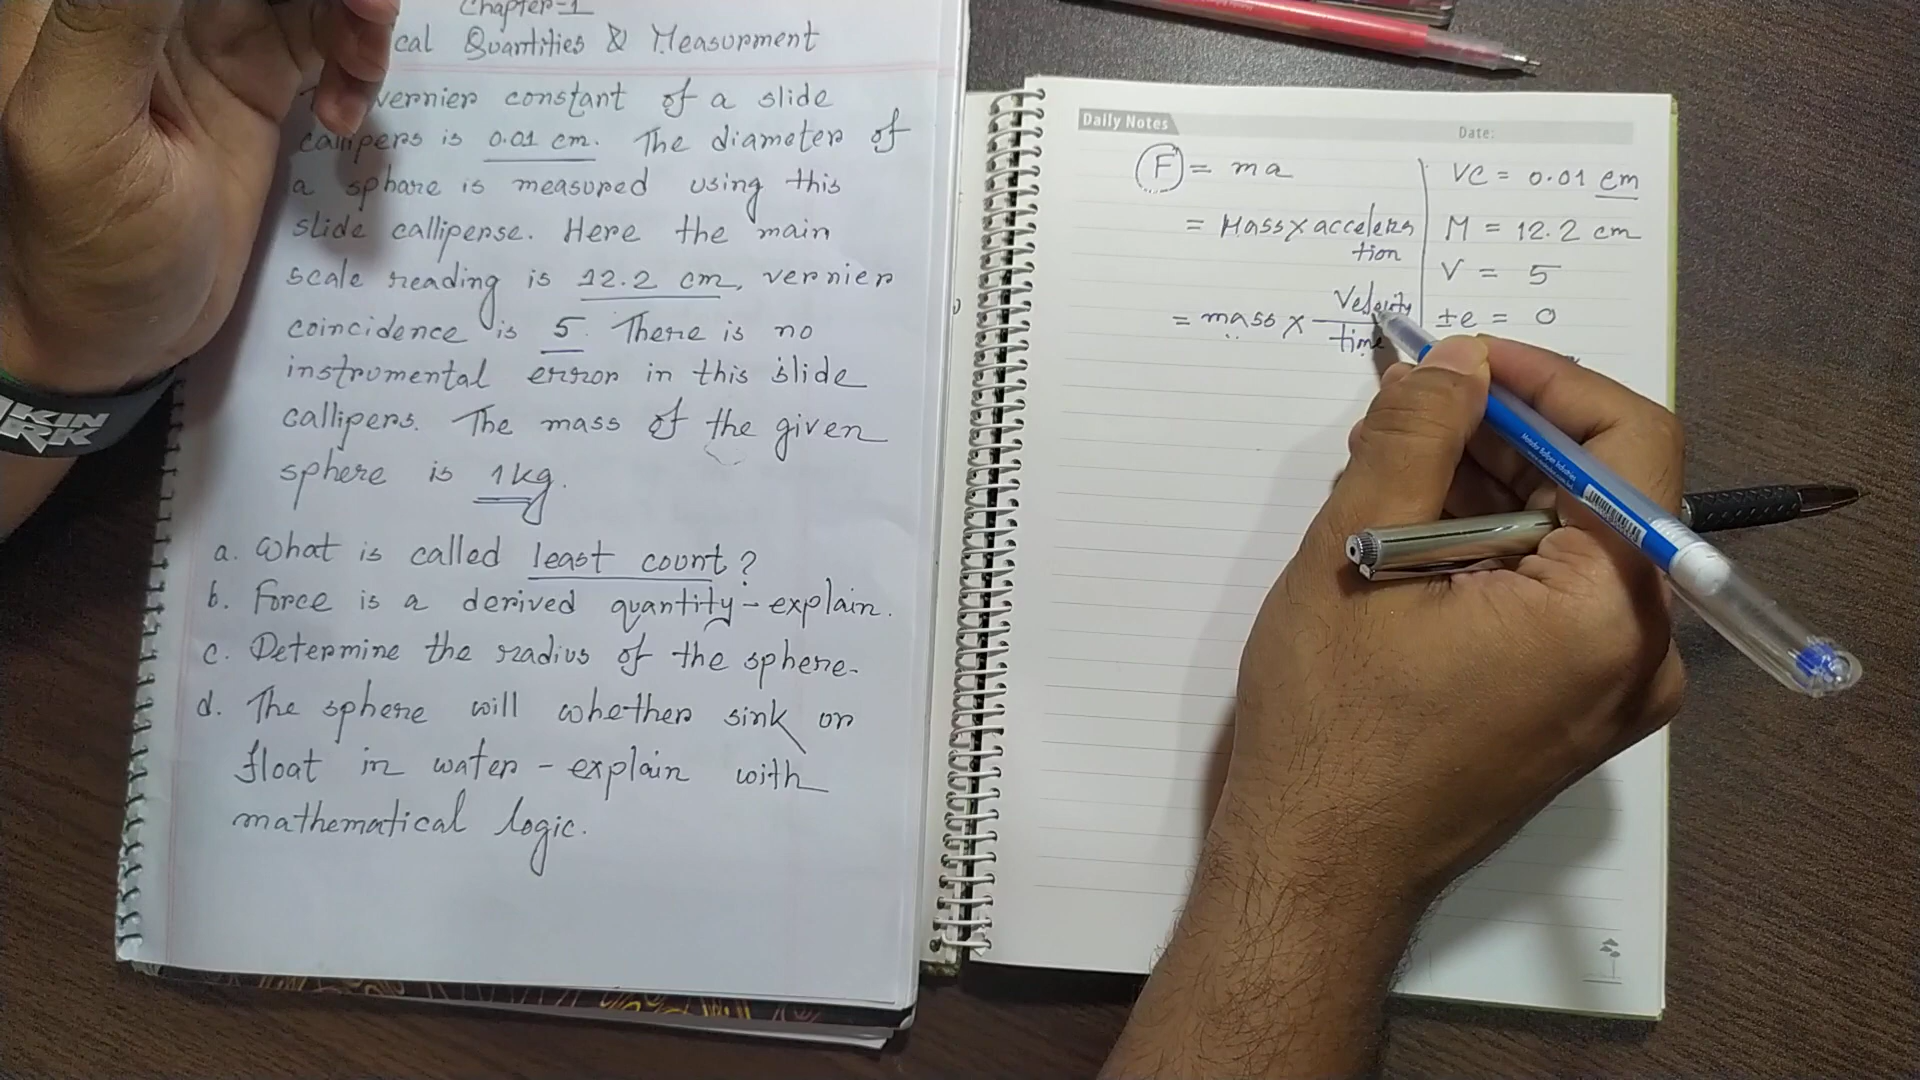 Chapter-1
cal Quantities & Measurment
vernier constant of a slide
callipers is 0.01 cm. The diameter of
a sphare is measured using this
slide calliperse. Here the main
scale reading is 12.2 cm, vernier
coincidence is 5. There is no
instrumental error in this slide
callipers. The mass of the given
sphere is 1kg.
a. What is called least count?
b. Force is a derived quantity - explain.
c. Determine the radius of the sphere.
d. The sphere will whether sink or
float in water - explain with
mathematical logic.
Daily Notes
Date:
F = ma
= Mass x accelera
tion
= mass x Velocity
time
VC = 0.01 cm
M = 12.2 cm
V = 5
±e = 0